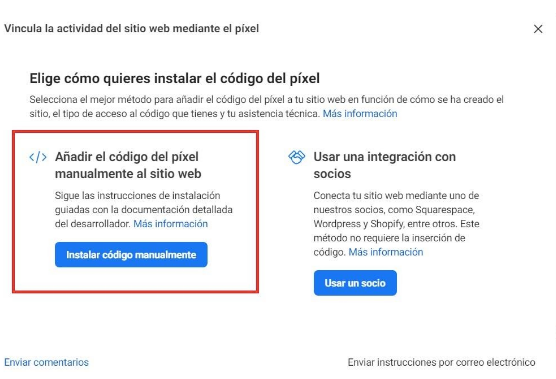 Vincula la actividad del sitio web mediante el píxel
Elige cómo quieres instalar el código del píxel
Selecciona el mejor método para añadir el código del píxel a tu sitio web en función de cómo se ha creado el
sitio, el tipo de acceso al código que tienes y tu asistencia técnica. Más información
Añadir el código del píxel
manualmente al sitio web
Sigue las instrucciones de instalación
guiadas con la documentación detallada
del desarrollador. Más información
Instalar código manualmente
Usar una integración con
socios
Conecta tu sitio web mediante uno de
nuestros socios, como Squarespace,
Wordpress y Shopify, entre otros. Este
método no requiere la inserción de
código. Más información
Usar un socio
Enviar comentarios
Enviar instrucciones por correo electrónico